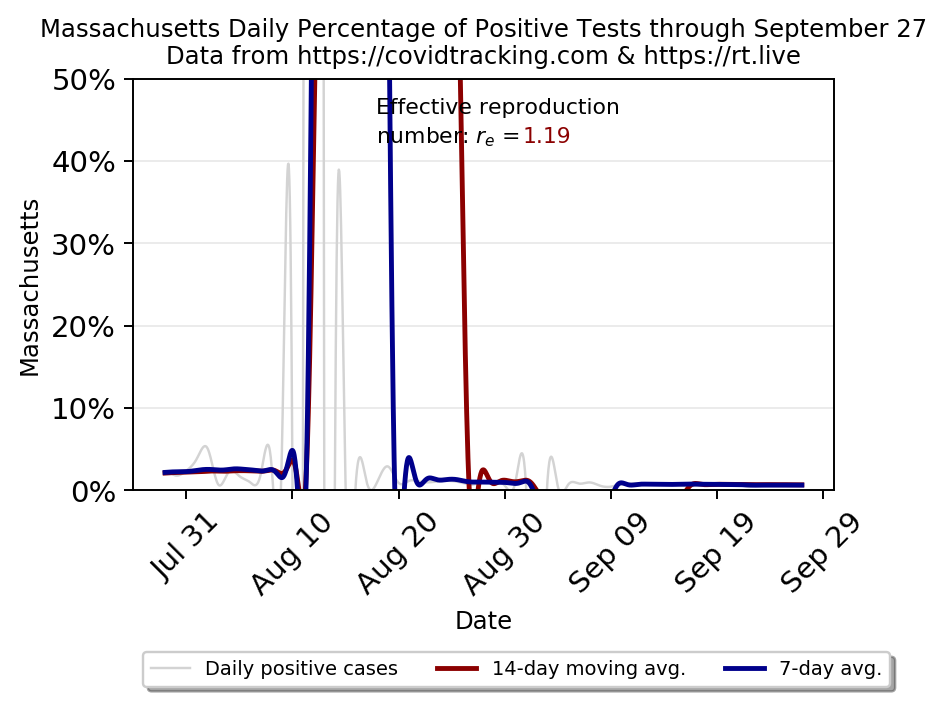 Massachusetts Daily Percentage of Positive Tests through September 27
Data from https://covidtracking.com & https://rt.live
50%
40%
30%
20%
10%
0%
Massachusetts
Effective reproduction
number: rₑ =1.19
Jul 31
Aug 10
Aug 20
Aug 30
Sep 09
Sep 19
Sep 29
Date
Daily positive cases
14-day moving avg.
7-day avg.